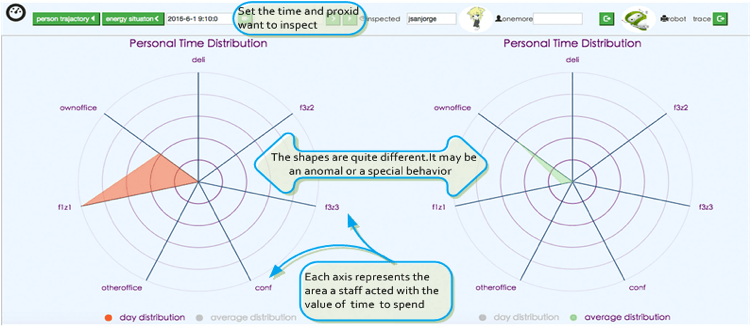 person trajactory
energy situaton
2015-6-1 9:10:0
Set the time and proxid
want to inspect
inspected
jsanjorge
onemore
robot
trace
Personal Time Distribution
deli
f3z2
f3z3
conf
otheroffice
f1z1
ownoffice
day distribution
average distribution
The shapes are quite different.It may be
an anomal or a special behavior
Each axis represents the
area a staff acted with the
value of time to spend
Personal Time Distribution
deli
f3z2
f3z3
conf
otheroffice
f1z1
ownoffice
day distribution
average distribution